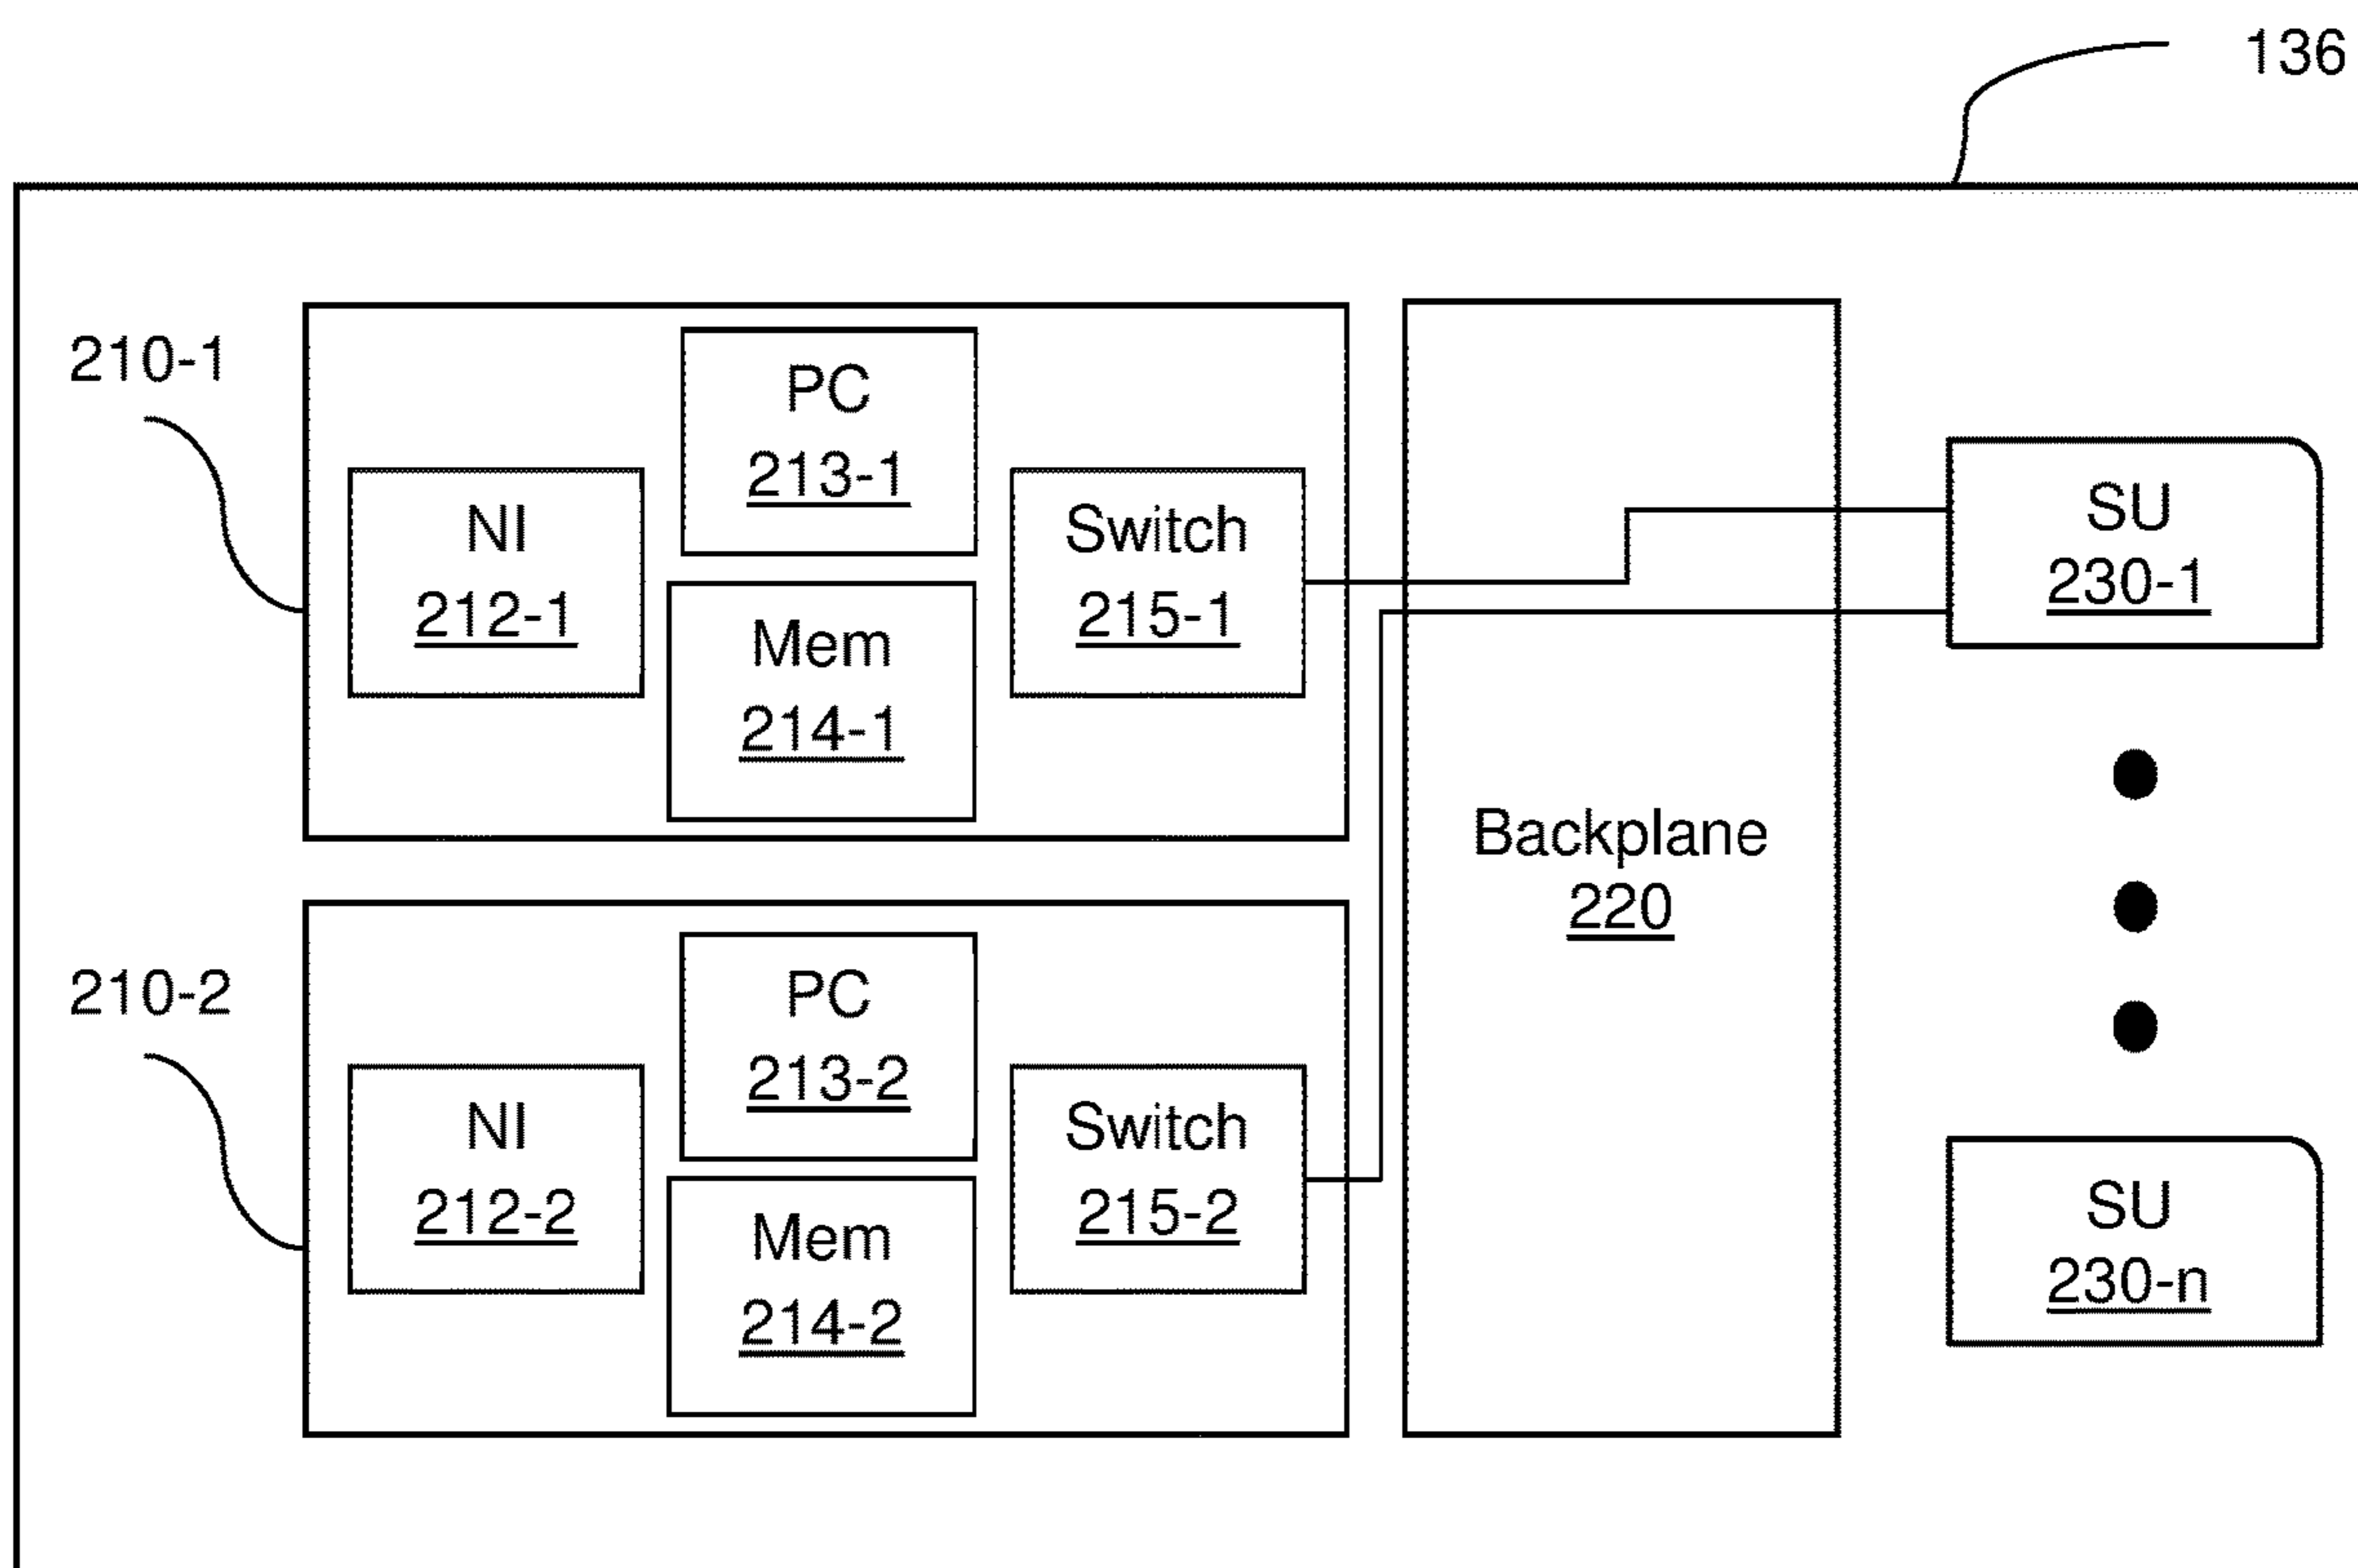 136
210-1
PC
213-1
NI
212-1
Switch
215-1
Mem
214-1
SU
230-1
Backplane
220
210-2
PC
213-2
NI
212-2
Switch
215-2
Mem
214-2
SU
230-n